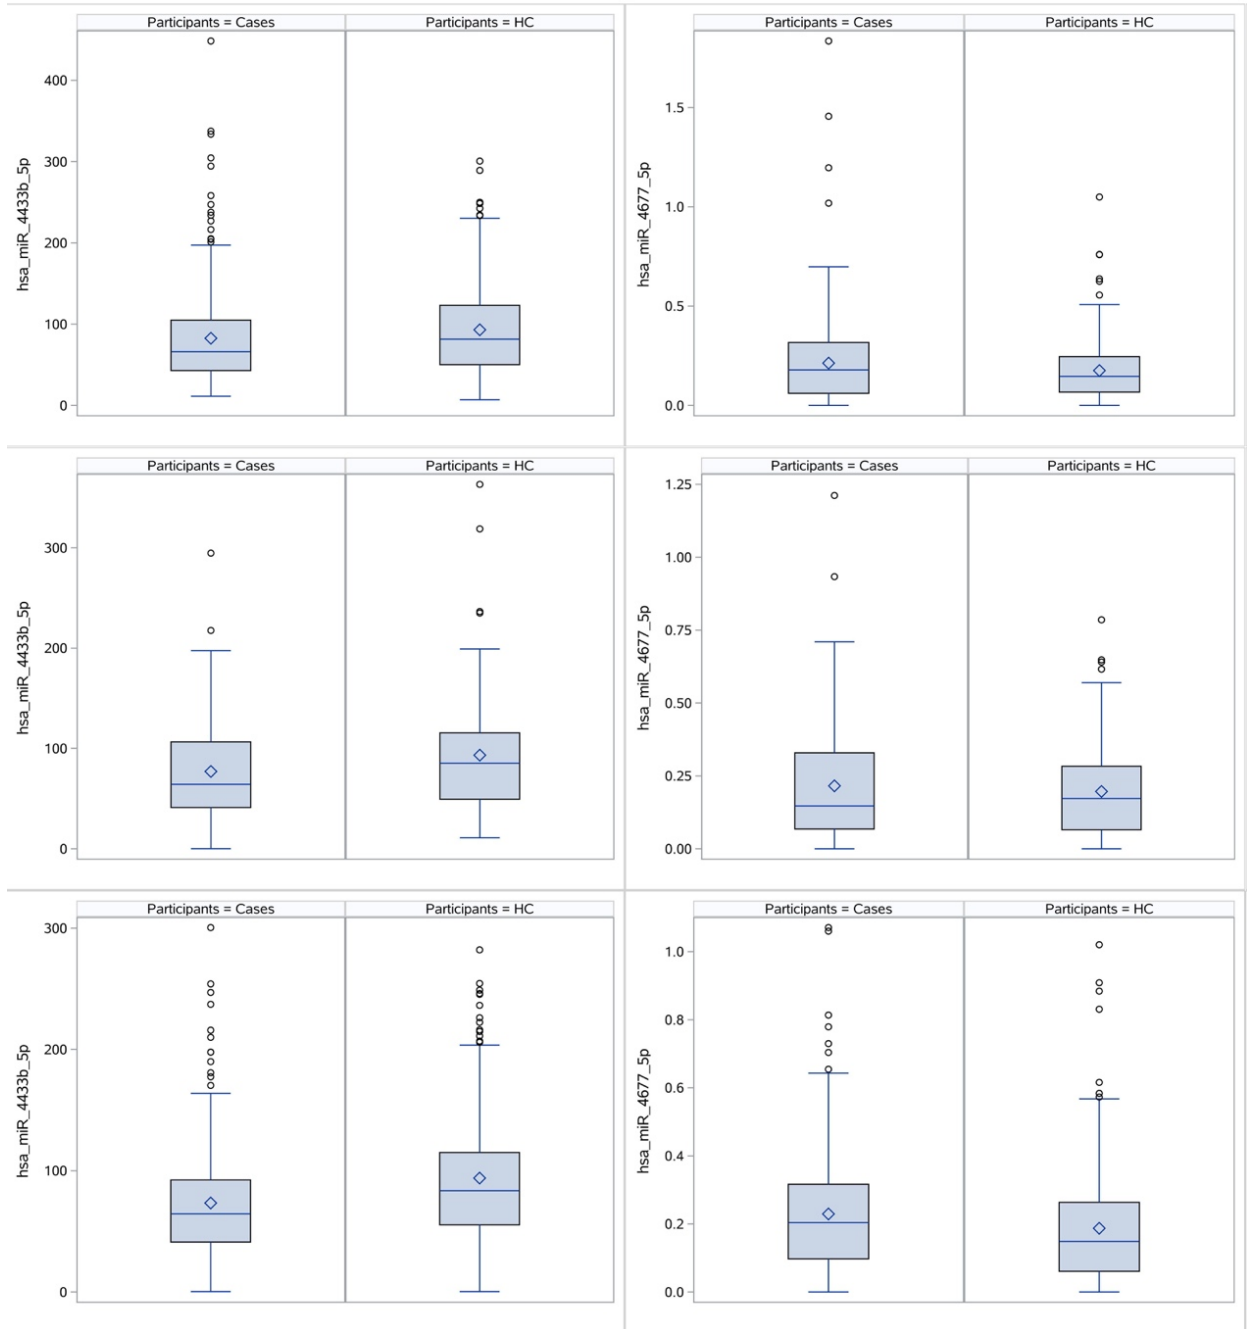 Participants = Cases
Participants = HC
hsa_miR_4433b_5p
400
300
200
100
0
Participants = Cases
Participants = HC
hsa_miR_4677_5p
1.5
1.0
0.5
0.0
Participants = Cases
Participants = HC
hsa_miR_4433b_5p
300
200
100
0
Participants = Cases
Participants = HC
hsa_miR_4677_5p
1.25
1.00
0.75
0.50
0.25
0.00
Participants = Cases
Participants = HC
hsa_miR_4433b_5p
300
200
100
0
Participants = Cases
Participants = HC
hsa_miR_4677_5p
1.0
0.8
0.6
0.4
0.2
0.0